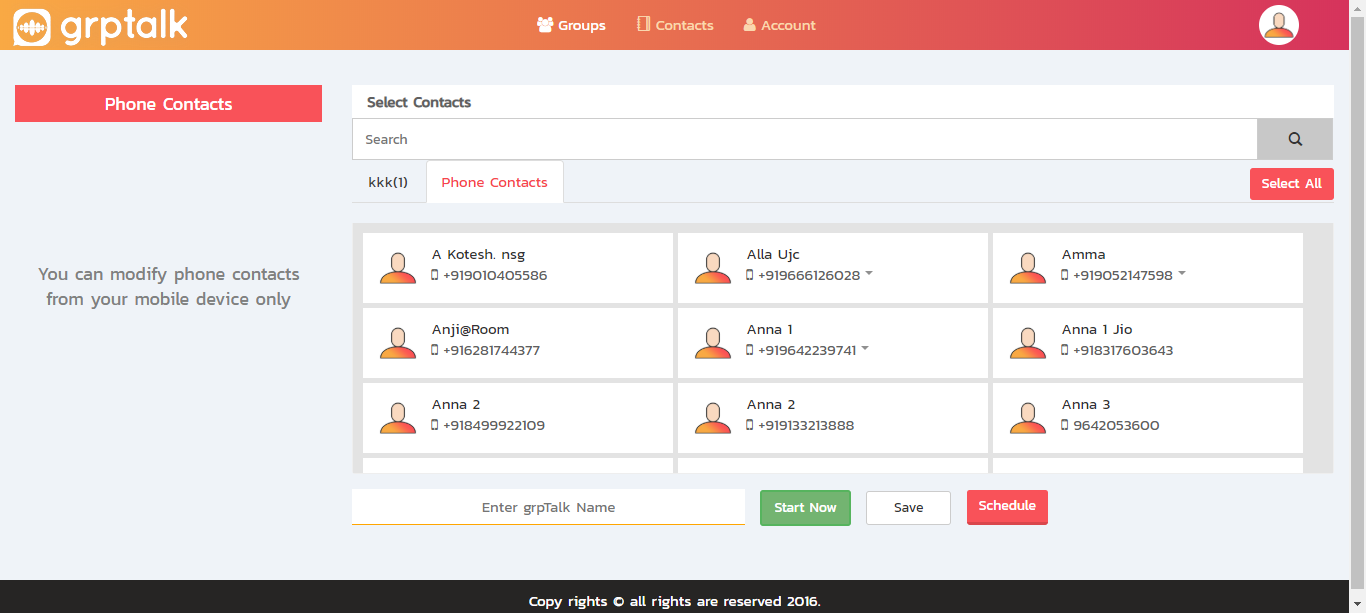 grptalk
Groups
Contacts
Account
Phone Contacts
You can modify phone contacts
from your mobile device only
Select Contacts
Search
kkk(1)
Phone Contacts
Select All
A Kotesh. nsg
+919010405586
Alla Ujc
+919666126028
Amma
+919052147598
Anji@Room
+916281744377
Anna 1
+919642239741
Anna 1 Jio
+918317603643
Anna 2
+918499922109
Anna 2
+919133213888
Anna 3
9642053600
Enter grpTalk Name
Start Now
Save
Schedule
Copy rights © all rights are reserved 2016.